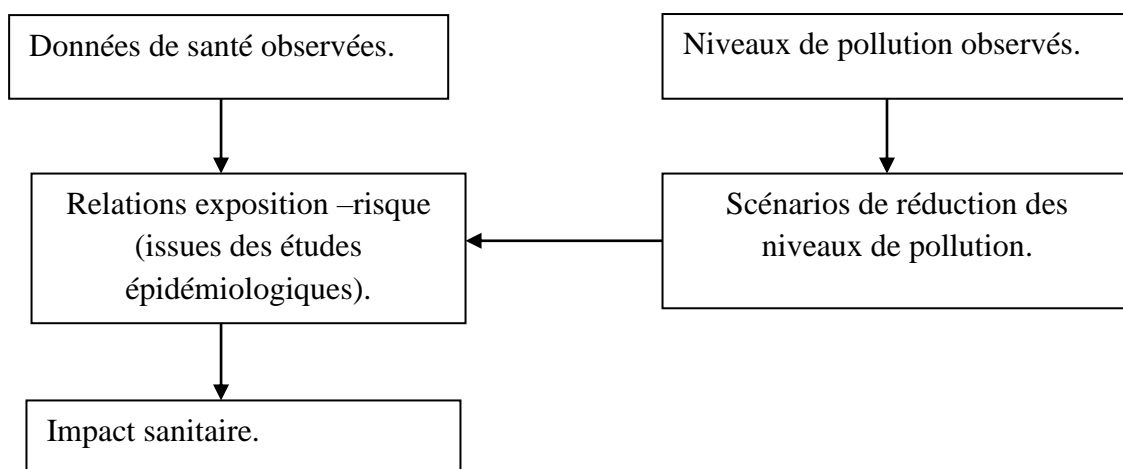 Données de santé observées.
Niveaux de pollution observés.
Relations exposition –risque
(issues des études
épidémiologiques).
Scénarios de réduction des
niveaux de pollution.
Impact sanitaire.